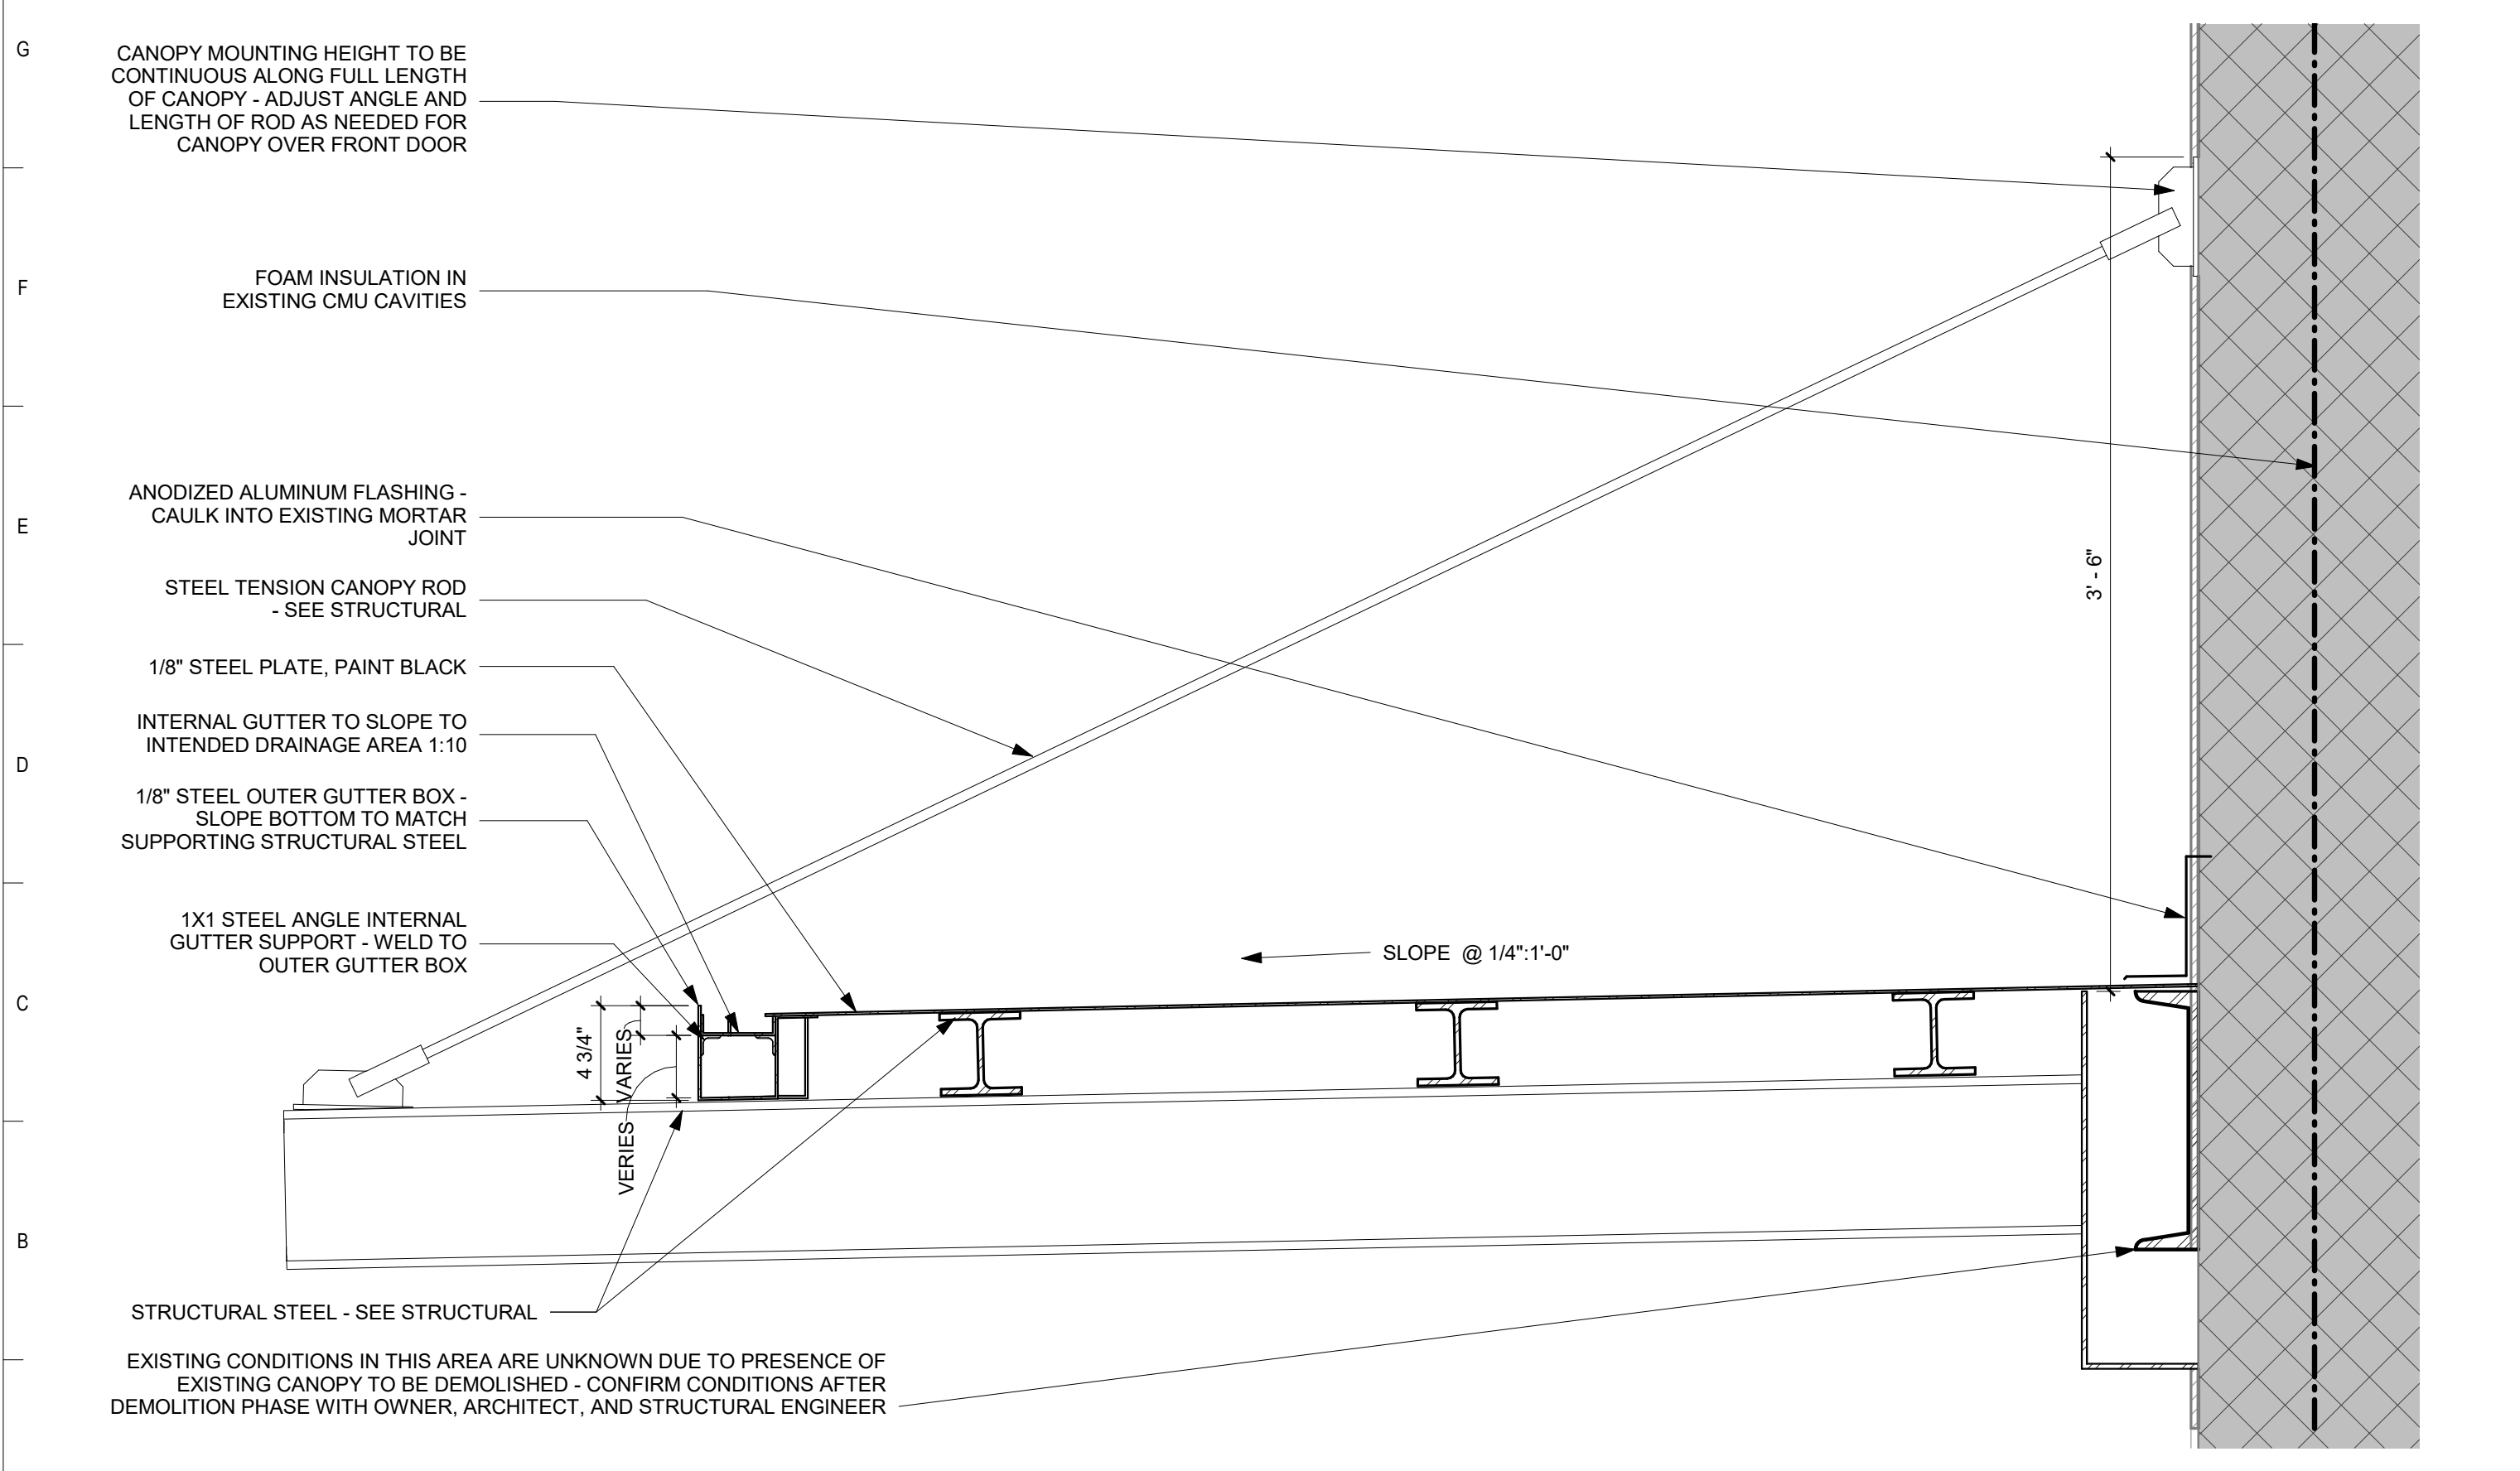 G
CANOPY MOUNTING HEIGHT TO BE
CONTINUOUS ALONG FULL LENGTH
OF CANOPY - ADJUST ANGLE AND
LENGTH OF ROD AS NEEDED FOR
CANOPY OVER FRONT DOOR
F
FOAM INSULATION IN
EXISTING CMU CAVITIES
E
ANODIZED ALUMINUM FLASHING -
CAULK INTO EXISTING MORTAR
JOINT
3' - 6"
STEEL TENSION CANOPY ROD
- SEE STRUCTURAL
1/8" STEEL PLATE, PAINT BLACK
D
INTERNAL GUTTER TO SLOPE TO
INTENDED DRAINAGE AREA 1:10
1/8" STEEL OUTER GUTTER BOX -
SLOPE BOTTOM TO MATCH
SUPPORTING STRUCTURAL STEEL
1X1 STEEL ANGLE INTERNAL
GUTTER SUPPORT - WELD TO
OUTER GUTTER BOX
SLOPE @ 1/4":1'-0"
C
4 3/4"
VARIES
VERIES
B
STRUCTURAL STEEL - SEE STRUCTURAL
EXISTING CONDITIONS IN THIS AREA ARE UNKNOWN DUE TO PRESENCE OF
EXISTING CANOPY TO BE DEMOLISHED - CONFIRM CONDITIONS AFTER
DEMOLITION PHASE WITH OWNER, ARCHITECT, AND STRUCTURAL ENGINEER